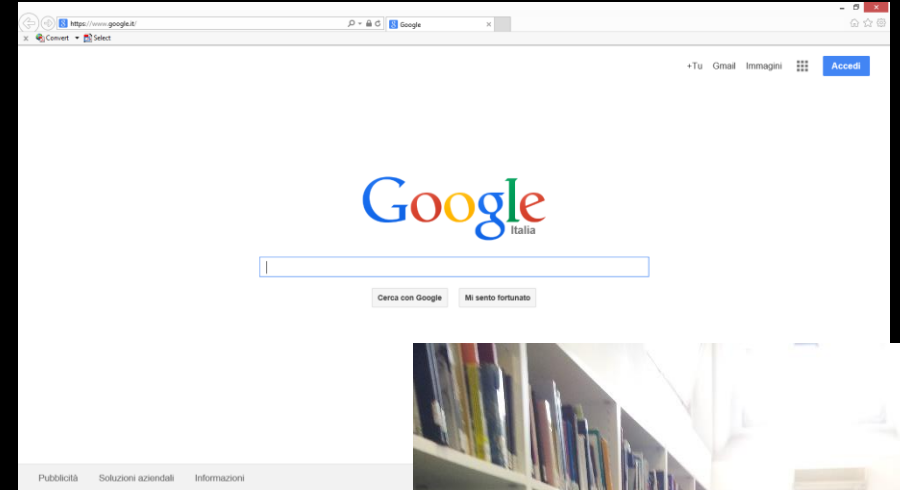 https://www.google.it/ Google
Convert Select
+Tu Gmail Immagini Accedi
Google
Italia
Cerca con Google Mi sento fortunato
Pubblicità Soluzioni aziendali Informazioni